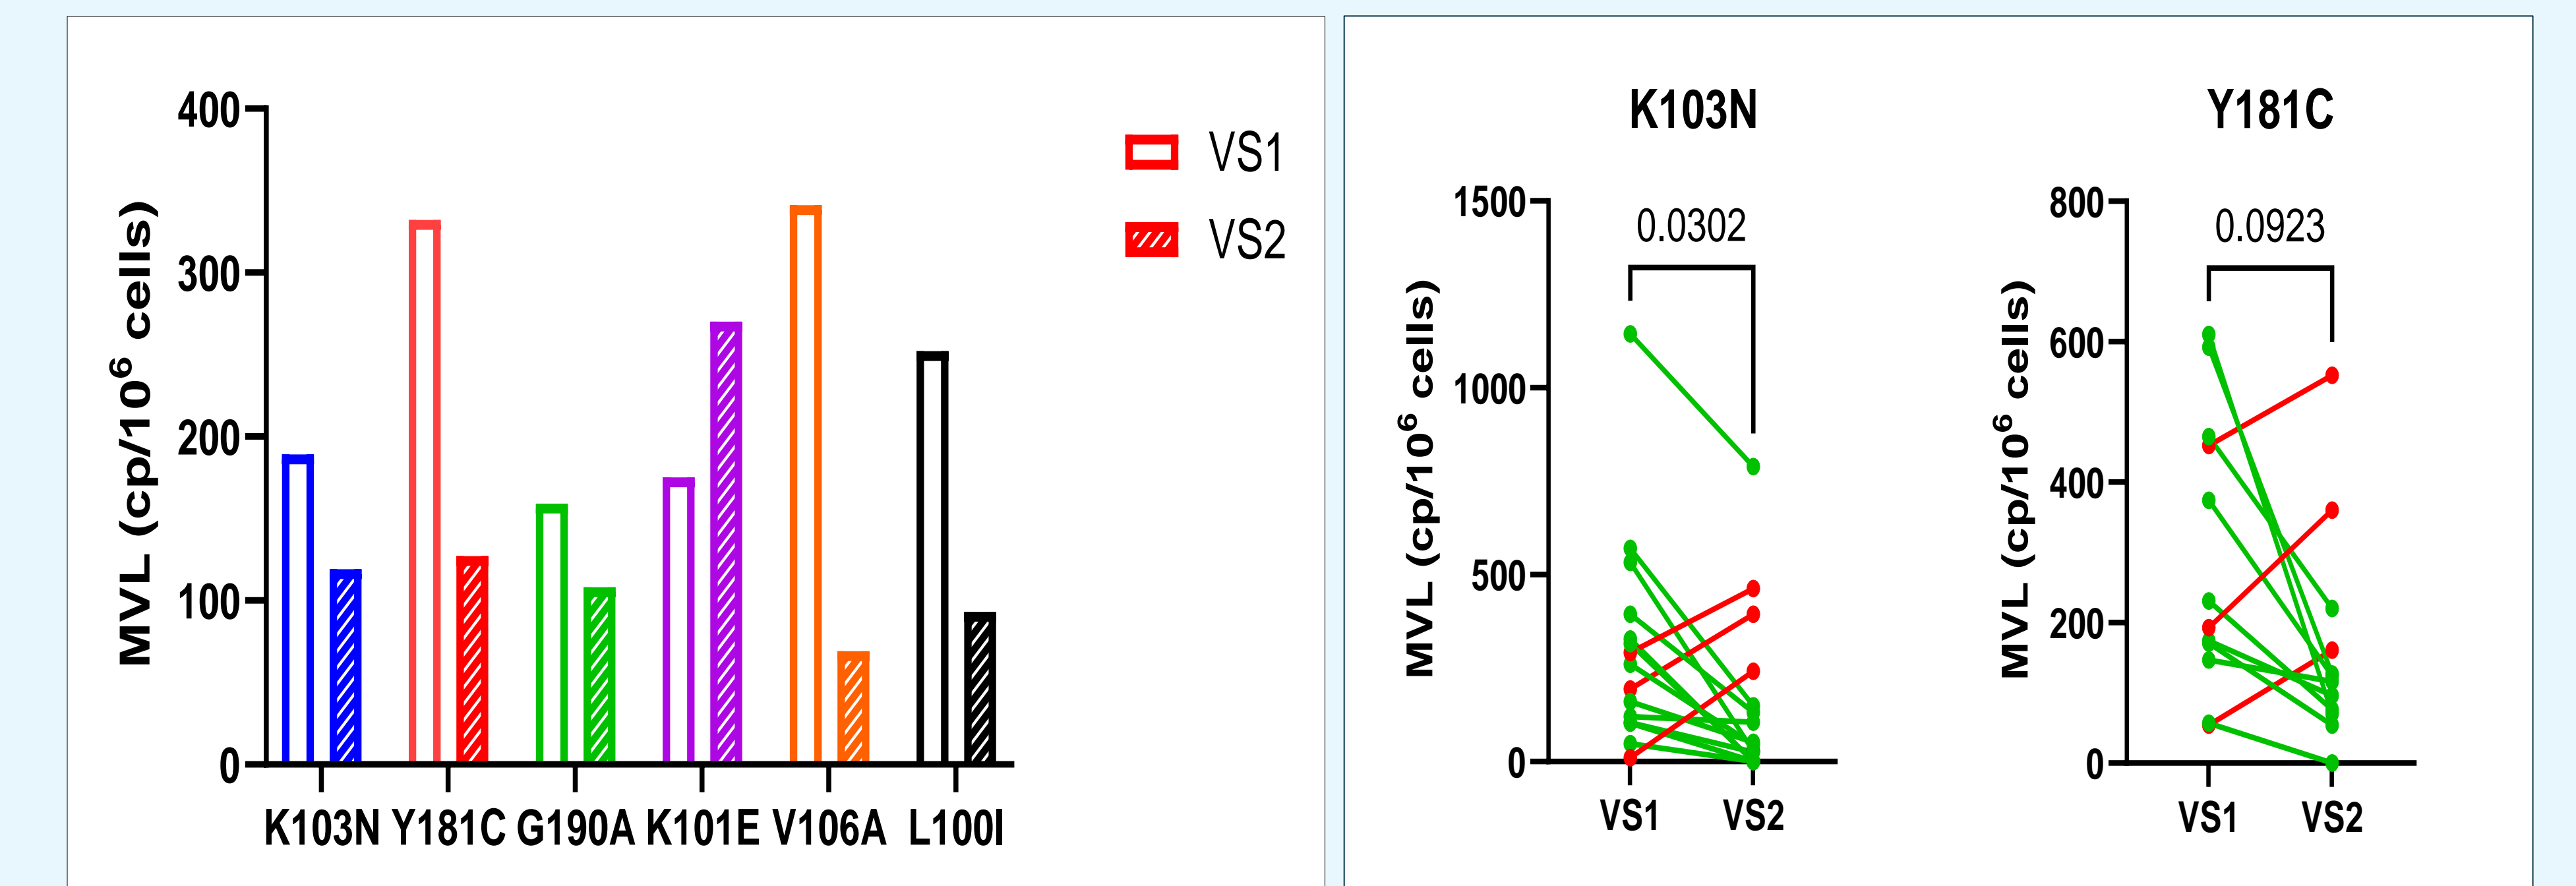 400
300
200
100
0
MVL (cp/10⁶ cells)
K103N Y181C G190A K101E V106A L100I
VS1
VS2
K103N
1500
1000
500
0
MVL (cp/10⁶ cells)
0.0302
VS1 VS2
Y181C
800
600
400
200
0
MVL (cp/10⁶ cells)
0.0923
VS1 VS2